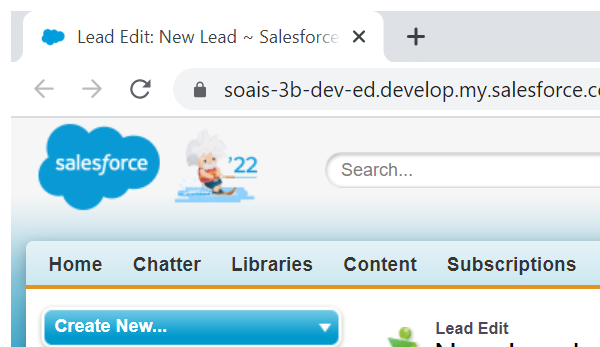 Lead Edit: New Lead ~ Salesforce
soais-3b-dev-ed.develop.my.salesforce.c
salesforce
'22
Search...
Home Chatter Libraries Content Subscriptions
Create New...
Lead Edit